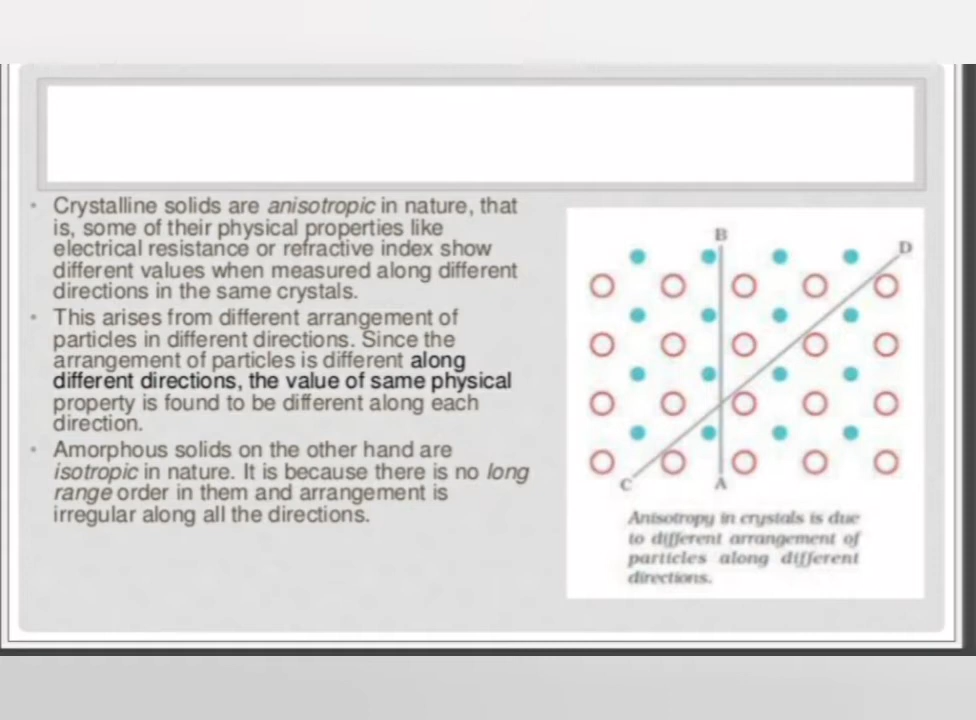 • Crystalline solids are anisotropic in nature, that
is, some of their physical properties like
electrical resistance or refractive index show
different values when measured along different
directions in the same crystals.
• This arises from different arrangement of
particles in different directions. Since the
arrangement of particles is different along
different directions, the value of same physical
property is found to be different along each
direction.
• Amorphous solids on the other hand are
isotropic in nature. It is because there is no long
range order in them and arrangement is
irregular along all the directions.
B
D
C
A
Anisotropy in crystals is due
to different arrangement of
particles along different
directions.